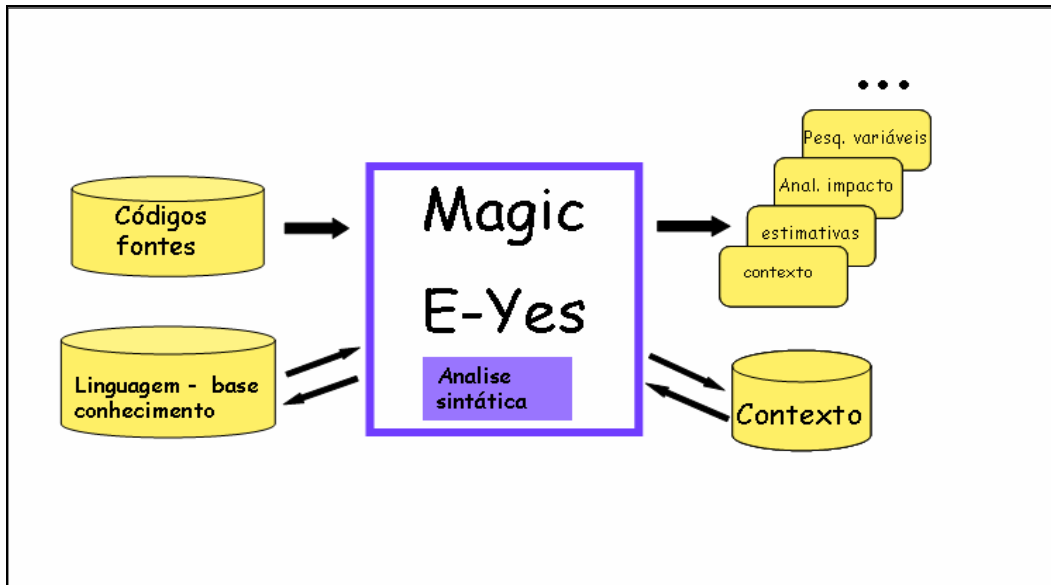 Códigos
fontes
Linguagem - base
conhecimento
Magic
E-Yes
Analise
sintática
...
Pesq. variáveis
Anal. impacto
estimativas
contexto
Contexto